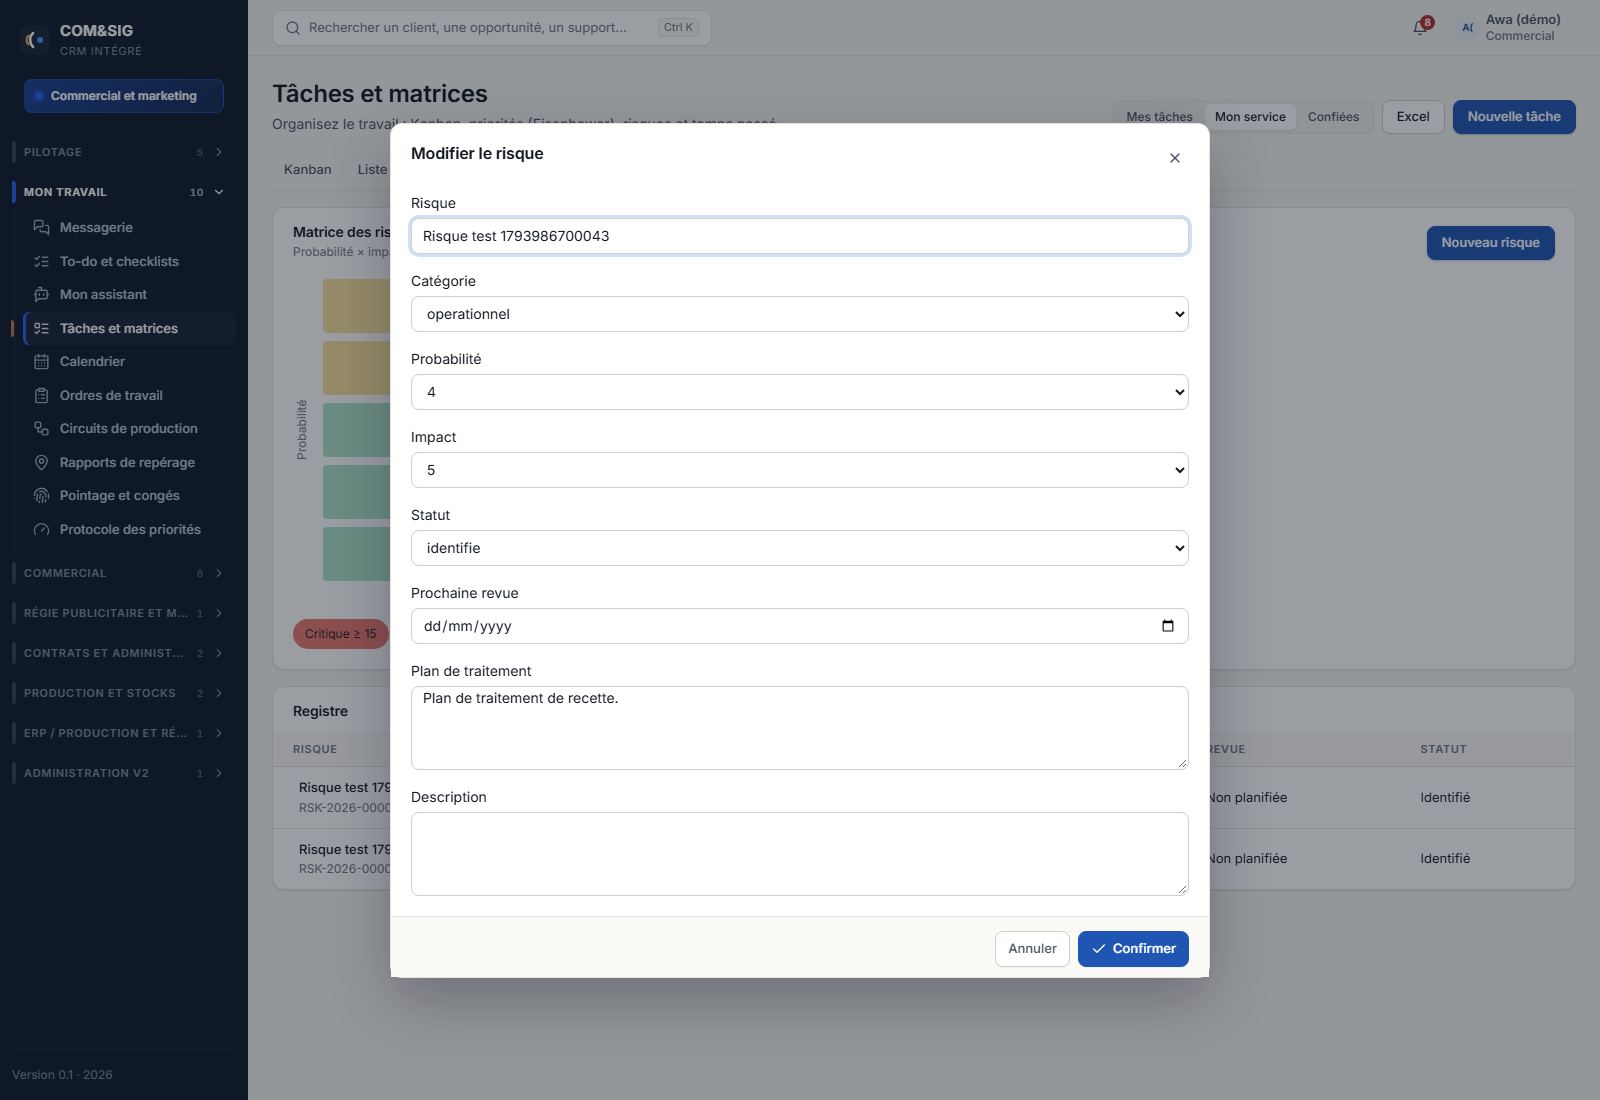 COM&SIG
CRM INTÉGRÉ
Commercial et marketing
PILOTAGE 5
MON TRAVAIL 10
Messagerie
To-do et checklists
Mon assistant
Tâches et matrices
Calendrier
Ordres de travail
Circuits de production
Rapports de repérage
Pointage et congés
Protocole des priorités
COMMERCIAL 8
RÉGIE PUBLICITAIRE ET M... 1
CONTRATS ET ADMINIST... 2
PRODUCTION ET STOCKS 2
ERP / PRODUCTION ET RÉ... 1
ADMINISTRATION V2 1
Version 0.1 · 2026
Rechercher un client, une opportunité, un support... Ctrl K
8
A(
Awa (démo)
Commercial
Tâches et matrices
Organisez le travail : Kanban, priorités (Eisenhower), risques et temps passé.
Mes tâches Mon service Confiées Excel Nouvelle tâche
Kanban Liste
Matrice des ris
Probabilité × imp
Nouveau risque
Probabilité
Critique ≥ 15
Registre
RISQUE REVUE STATUT
Risque test 179
RSK-2026-0000
Non planifiée Identifié
Risque test 179
RSK-2026-0000
Non planifiée Identifié
Modifier le risque
Risque
Risque test 1793986700043
Catégorie
operationnel
Probabilité
4
Impact
5
Statut
identifie
Prochaine revue
dd/mm/yyyy
Plan de traitement
Plan de traitement de recette.
Description
Annuler Confirmer